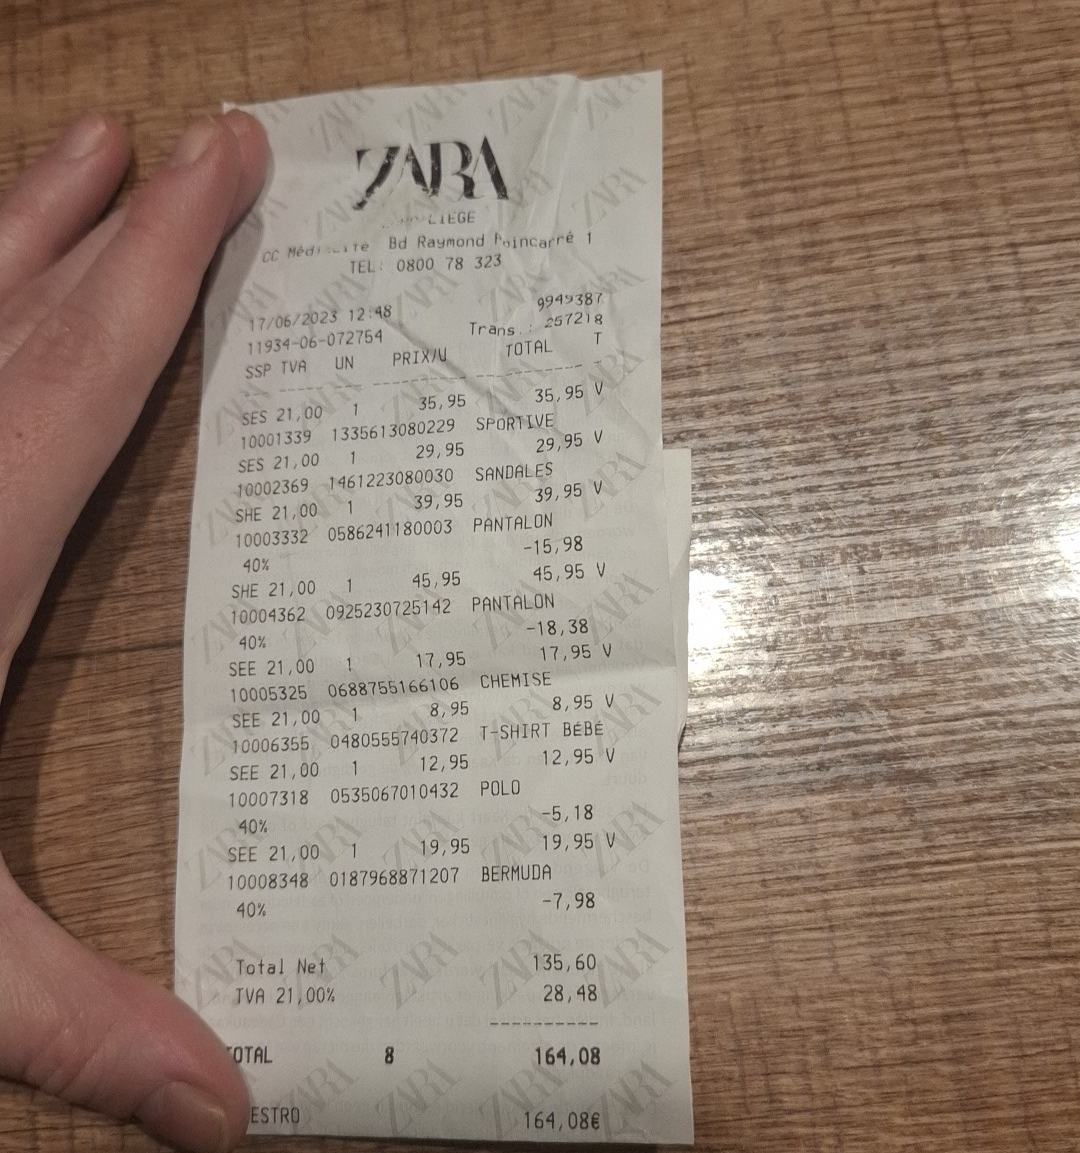 ZARA
LIEGE
CC Bd Raymond Poincarré 1
TEL: 0800 78 323
9949387
17/06/2023 12:48
Trans.: 257218
11934-06-072754
SSP TVA UN PRIX/U TOTAL T
SES 21,00 1 35,95 35,95 V
10001339 1335613080229 SPORTIVE
SES 21,00 1 29,95 29,95 V
10002369 1461223080030 SANDALES
SHE 21,00 1 39,95 39,95 V
10003332 0586241180003 PANTALON
40% -15,98
SHE 21,00 1 45,95 45,95 V
10004362 0925230725142 PANTALON
40% -18,38
SEE 21,00 1 17,95 17,95 V
10005325 0688755166106 CHEMISE
SEE 21,00 1 8,95 8,95 V
10006355 0480555740372 T-SHIRT BÉBÉ
SEE 21,00 1 12,95 12,95 V
10007318 0535067010432 POLO
40% -5,18
SEE 21,00 1 19,95 19,95 V
10008348 0187968871207 BERMUDA
40% -7,98
Total Net 135,60
TVA 21,00% 28,48
----------
OTAL 8 164,08
ESTRO 164,08€